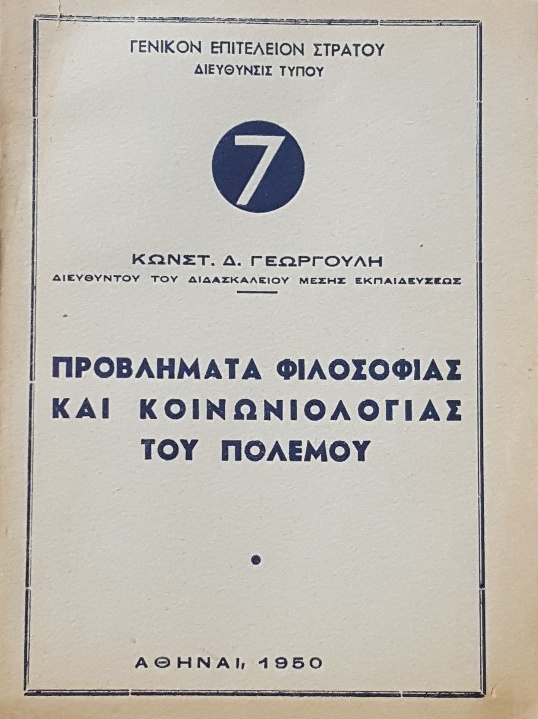 ΓΕΝΙΚΟΝ ΕΠΙΤΕΛΕΙΟΝ ΣΤΡΑΤΟΥ
ΔΙΕΥΘΥΝΣΙΣ ΤΥΠΟΥ
7
ΚΩΝΣΤ. Δ. ΓΕΩΡΓΟΥΛΗ
ΔΙΕΥΘΥΝΤΟΥ ΤΟΥ ΔΙΔΑΣΚΑΛΕΙΟΥ ΜΕΣΗΣ ΕΚΠΑΙΔΕΥΣΕΩΣ
ΠΡΟΒΛΗΜΑΤΑ ΦΙΛΟΣΟΦΙΑΣ
ΚΑΙ ΚΟΙΝΩΝΙΟΛΟΓΙΑΣ
ΤΟΥ ΠΟΛΕΜΟΥ
ΑΘΗΝΑΙ, 1950